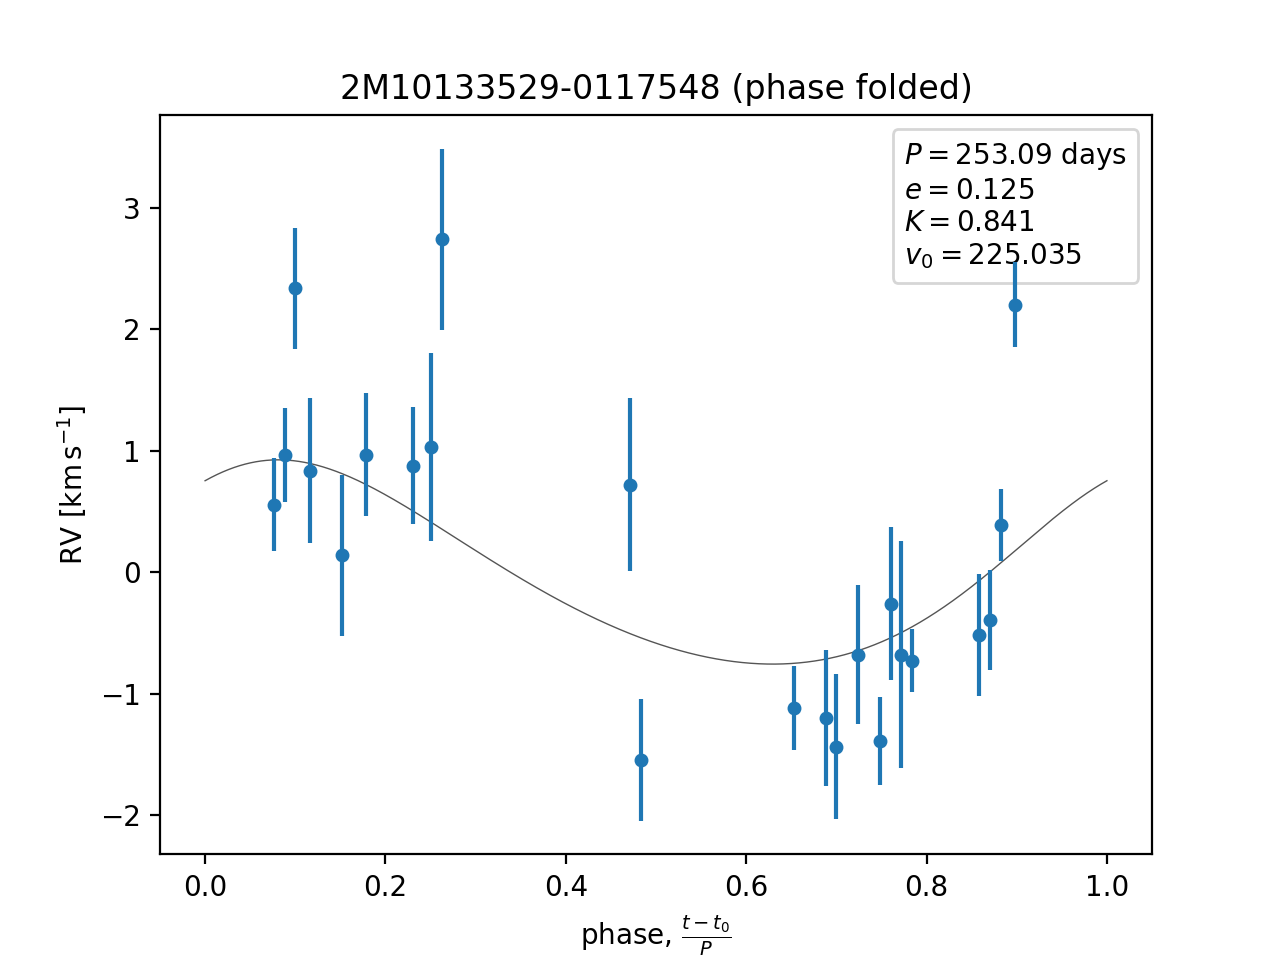 2M10133529-0117548 (phase folded)
P = 253.09 days
e = 0.125
K = 0.841
v₀ = 225.035
RV [km s⁻¹]
3
2
1
0
−1
−2
0.0 0.2 0.4 0.6 0.8 1.0
phase, (t − t₀)/P